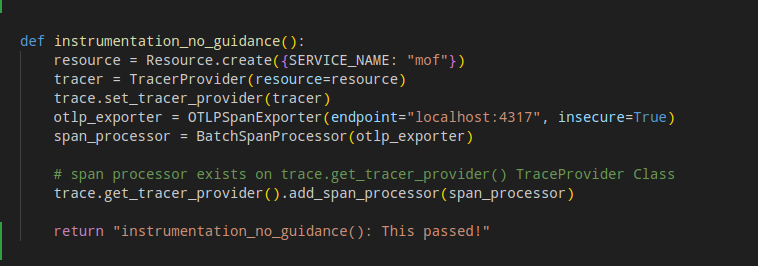 def instrumentation_no_guidance():
    resource = Resource.create({SERVICE_NAME: "mof"})
    tracer = TracerProvider(resource=resource)
    trace.set_tracer_provider(tracer)
    otlp_exporter = OTLPSpanExporter(endpoint="localhost:4317", insecure=True)
    span_processor = BatchSpanProcessor(otlp_exporter)

    # span processor exists on trace.get_tracer_provider() TraceProvider Class
    trace.get_tracer_provider().add_span_processor(span_processor)

    return "instrumentation_no_guidance(): This passed!"